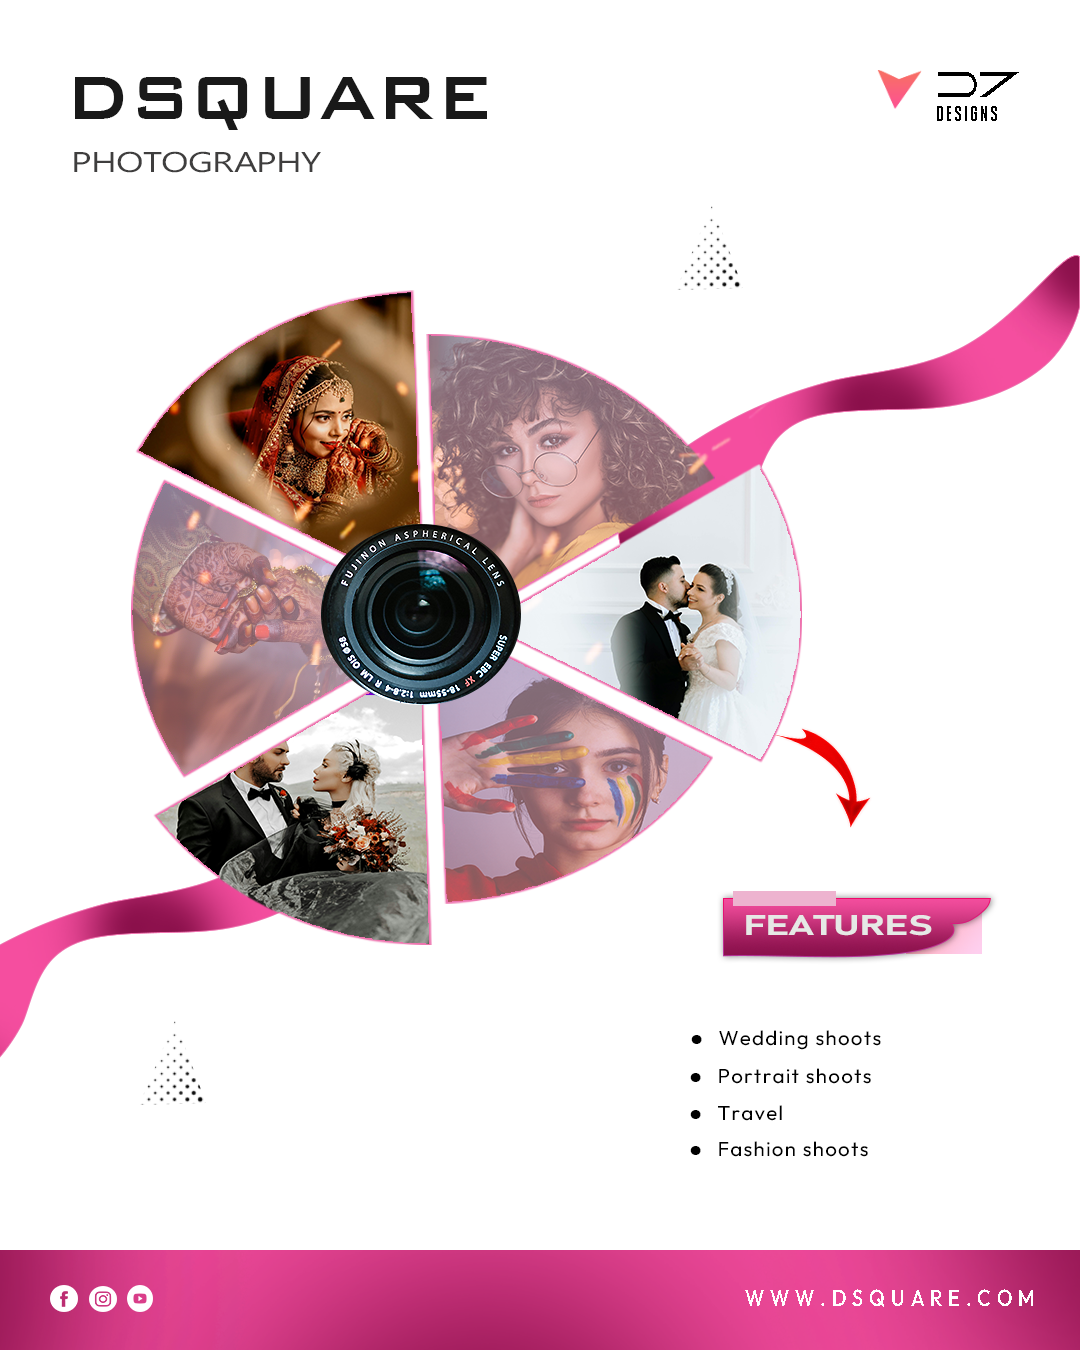 DSQUARE
PHOTOGRAPHY
D7
DESIGNS
FUJINON ASPHERICAL LENS
SUPER EBC XF 18-55mm 1:2.8-4 R LM OIS Ø58
FEATURES
● Wedding shoots
● Portrait shoots
● Travel
● Fashion shoots
WWW.DSQUARE.COM